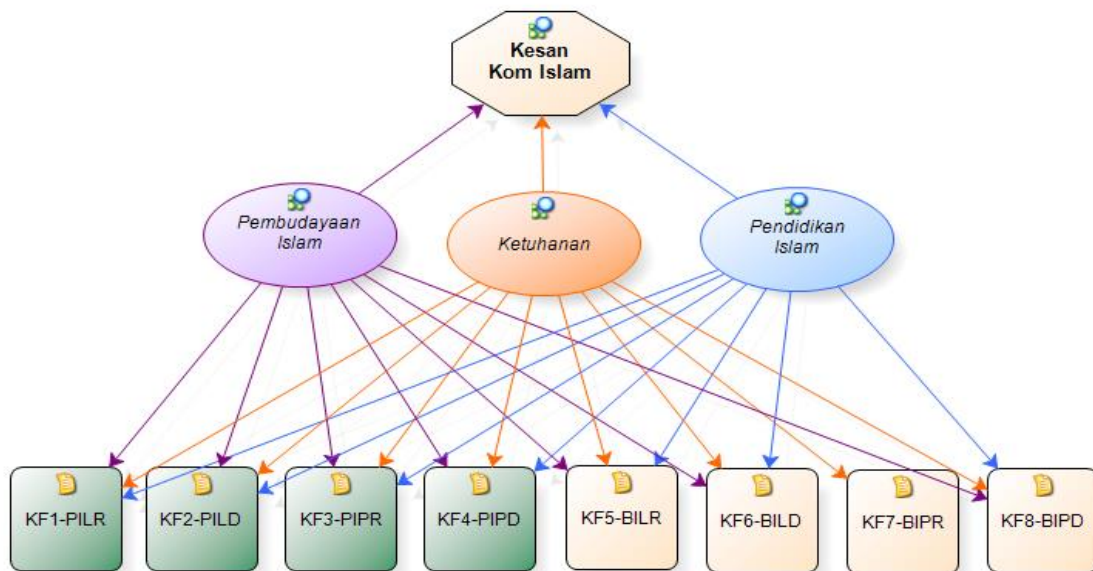 Kesan
Kom Islam
Pembudayaan
Islam
Ketuhanan
Pendidikan
Islam
KF1-PILR
KF2-PILD
KF3-PIPR
KF4-PIPD
KF5-BILR
KF6-BILD
KF7-BIPR
KF8-BIPD